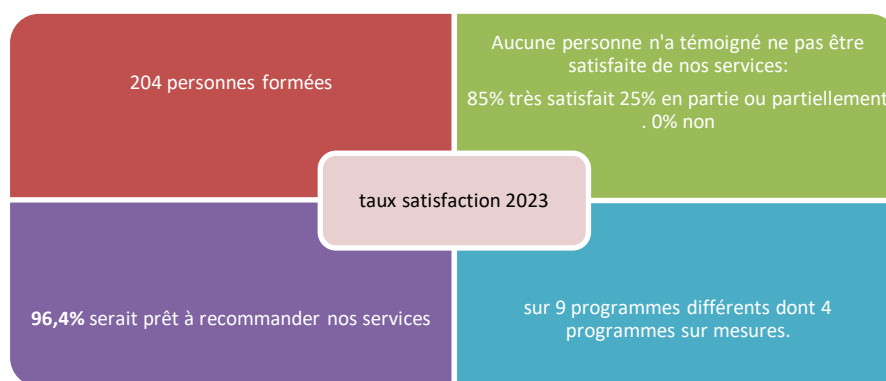 204 personnes formées
Aucune personne n'a témoigné ne pas être
satisfaite de nos services:
85% très satisfait 25% en partie ou partiellement
. 0% non
taux satisfaction 2023
96,4% serait prêt à recommander nos services
sur 9 programmes différents dont 4
programmes sur mesures.